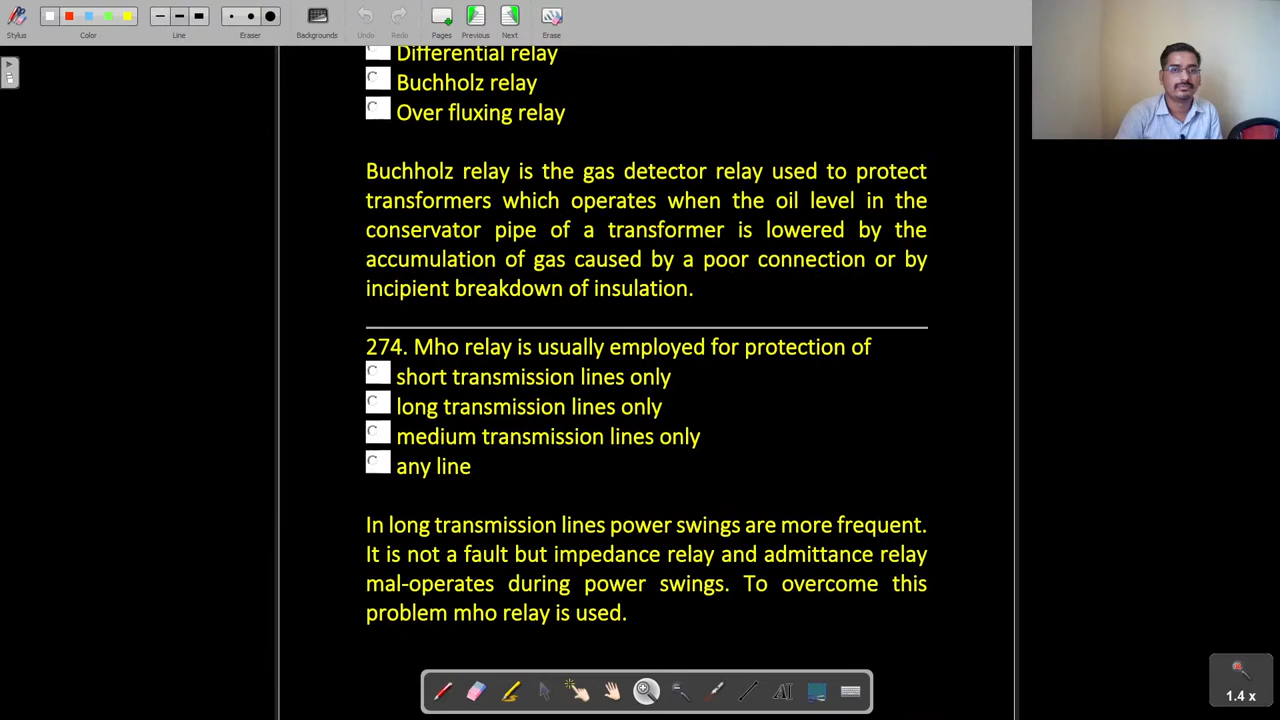 Stylus
Color
Line
Eraser
Backgrounds
Undo
Redo
Pages
Previous
Next
Erase
Differential relay
Buchholz relay
Over fluxing relay
Buchholz relay is the gas detector relay used to protect
transformers which operates when the oil level in the
conservator pipe of a transformer is lowered by the
accumulation of gas caused by a poor connection or by
incipient breakdown of insulation.
274. Mho relay is usually employed for protection of
short transmission lines only
long transmission lines only
medium transmission lines only
any line
In long transmission lines power swings are more frequent.
It is not a fault but impedance relay and admittance relay
mal-operates during power swings. To overcome this
problem mho relay is used.
AI
1.4 x